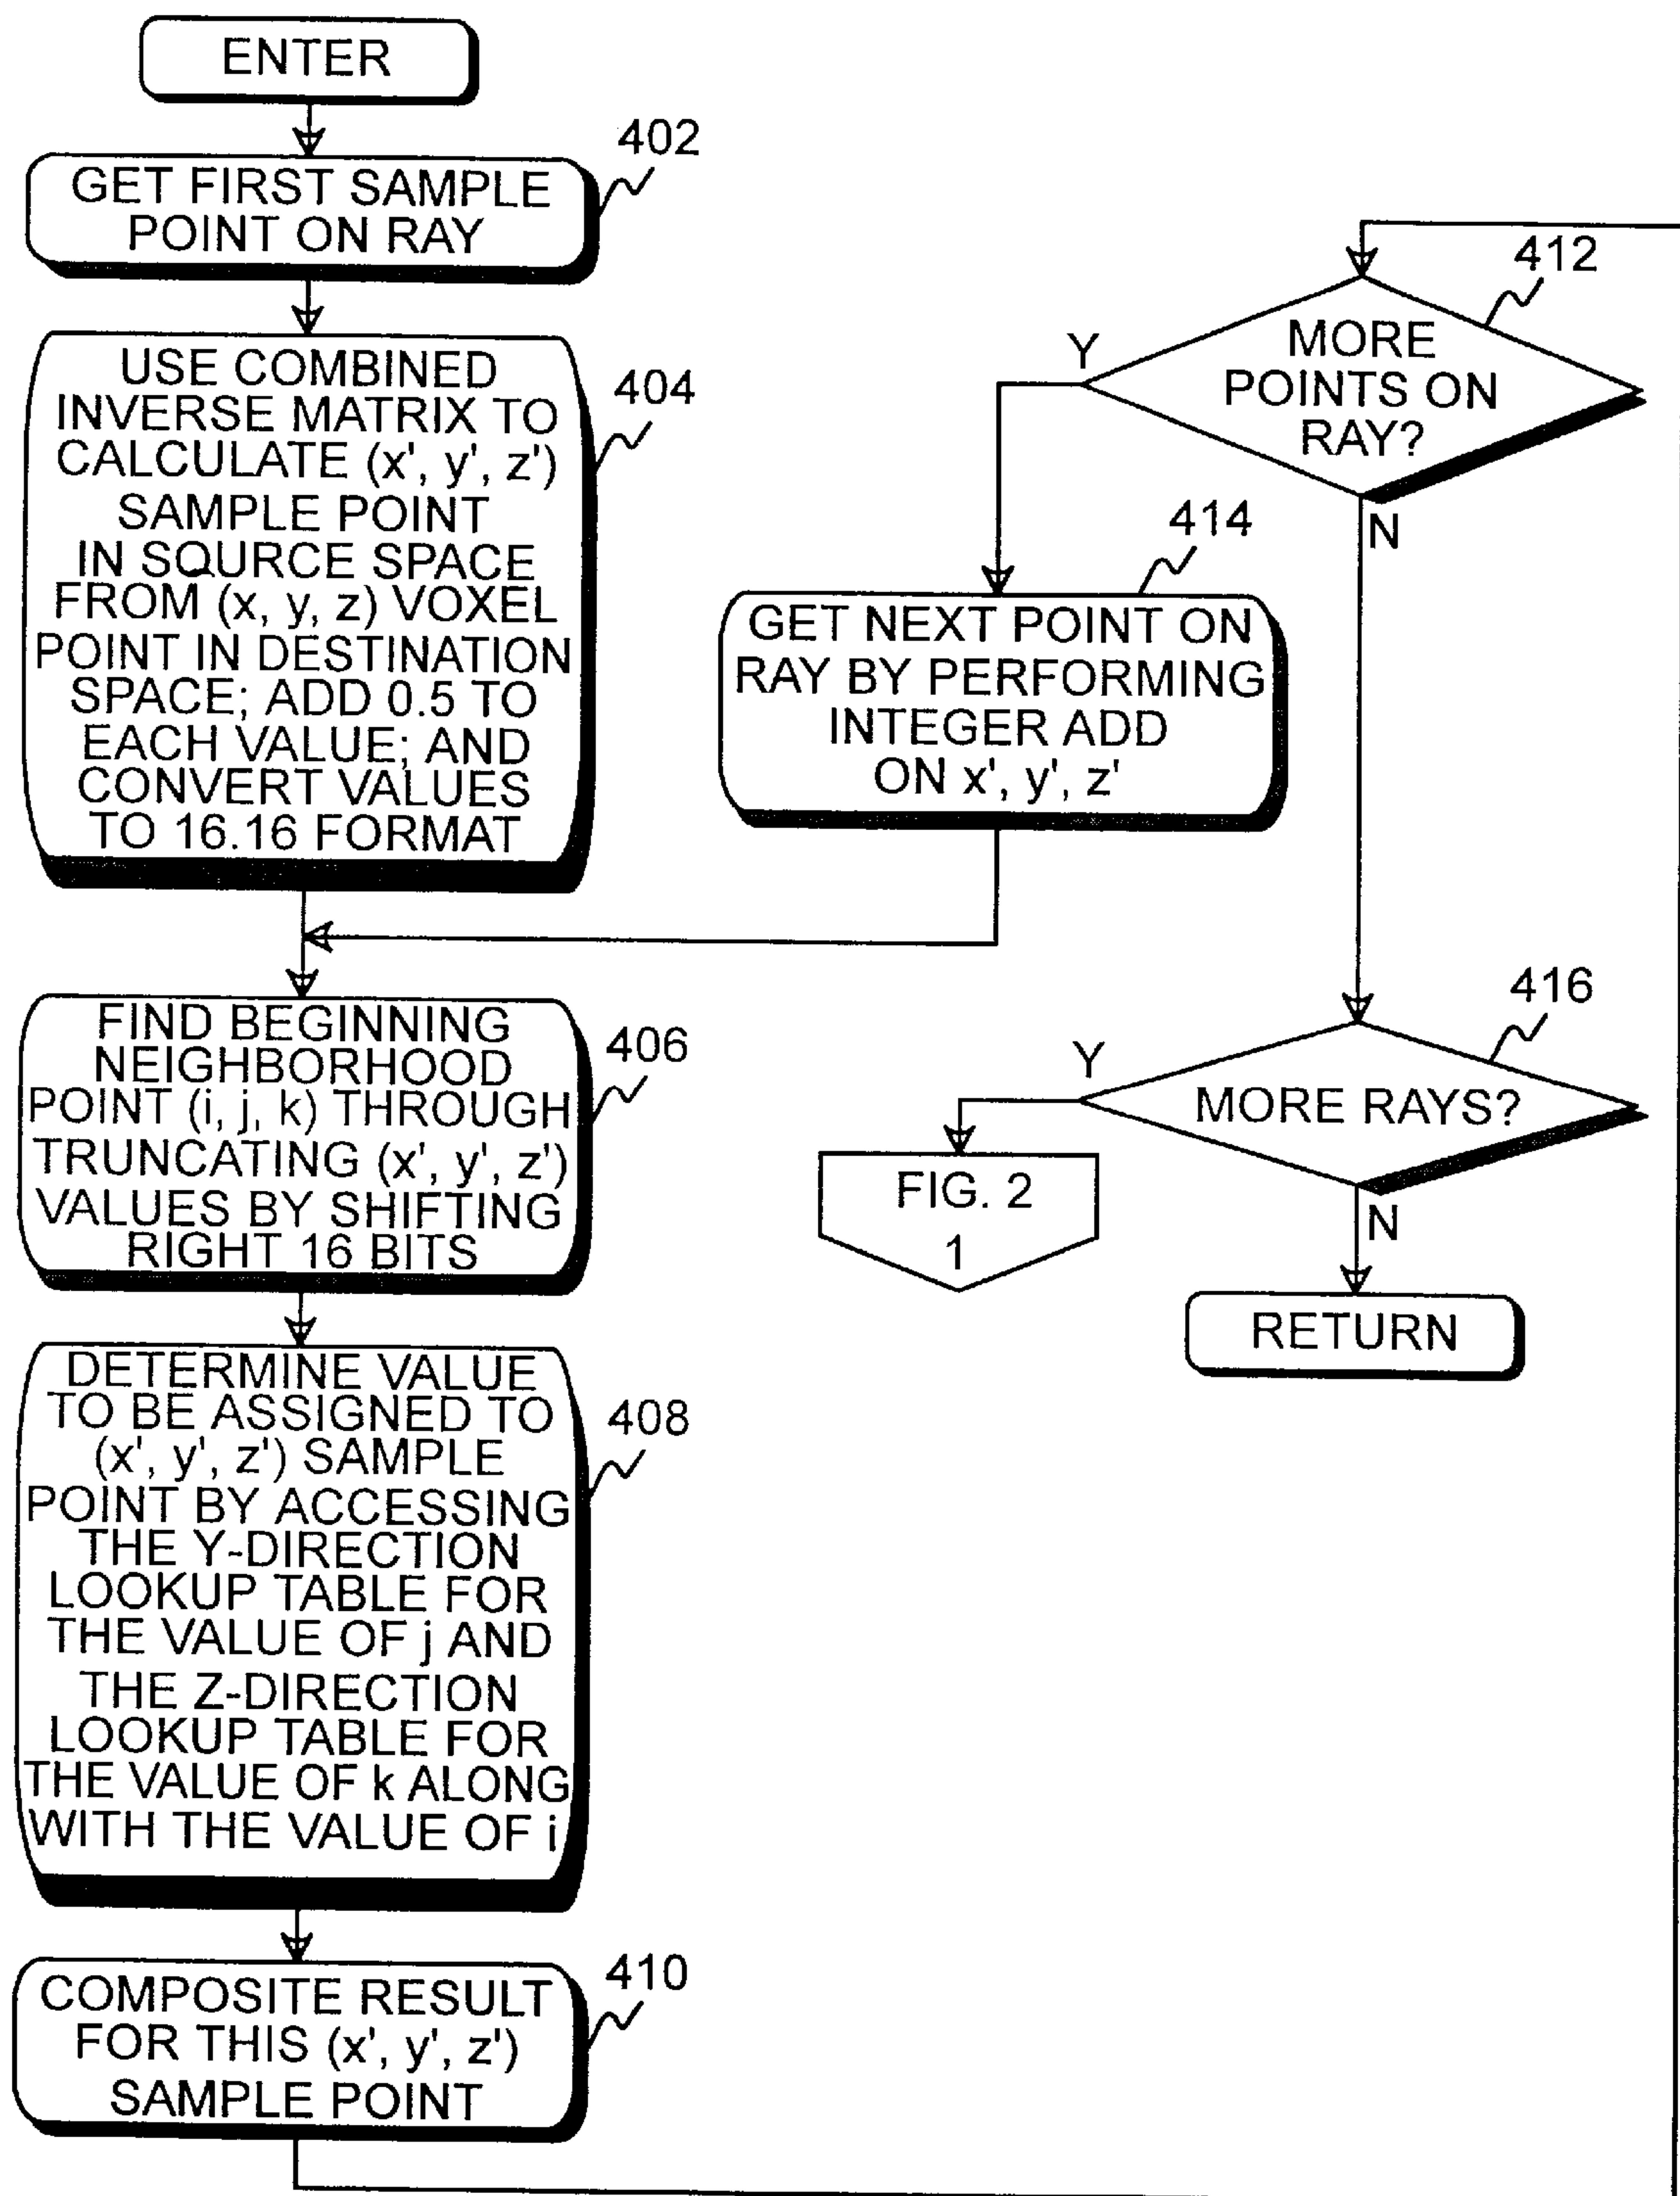 ENTER
402
GET FIRST SAMPLE
POINT ON RAY
404
USE COMBINED
INVERSE MATRIX TO
CALCULATE (x', y', z')
SAMPLE POINT
IN SOURCE SPACE
FROM (x, y, z) VOXEL
POINT IN DESTINATION
SPACE; ADD 0.5 TO
EACH VALUE; AND
CONVERT VALUES
TO 16.16 FORMAT
406
FIND BEGINNING
NEIGHBORHOOD
POINT (i, j, k) THROUGH
TRUNCATING (x', y', z')
VALUES BY SHIFTING
RIGHT 16 BITS
408
DETERMINE VALUE
TO BE ASSIGNED TO
(x', y', z') SAMPLE
POINT BY ACCESSING
THE Y-DIRECTION
LOOKUP TABLE FOR
THE VALUE OF j AND
THE Z-DIRECTION
LOOKUP TABLE FOR
THE VALUE OF k ALONG
WITH THE VALUE OF i
410
COMPOSITE RESULT
FOR THIS (x', y', z')
SAMPLE POINT
412
MORE
POINTS ON
RAY?
Y
N
414
GET NEXT POINT ON
RAY BY PERFORMING
INTEGER ADD
ON x', y', z'
416
MORE RAYS?
Y
N
FIG. 2
1
RETURN